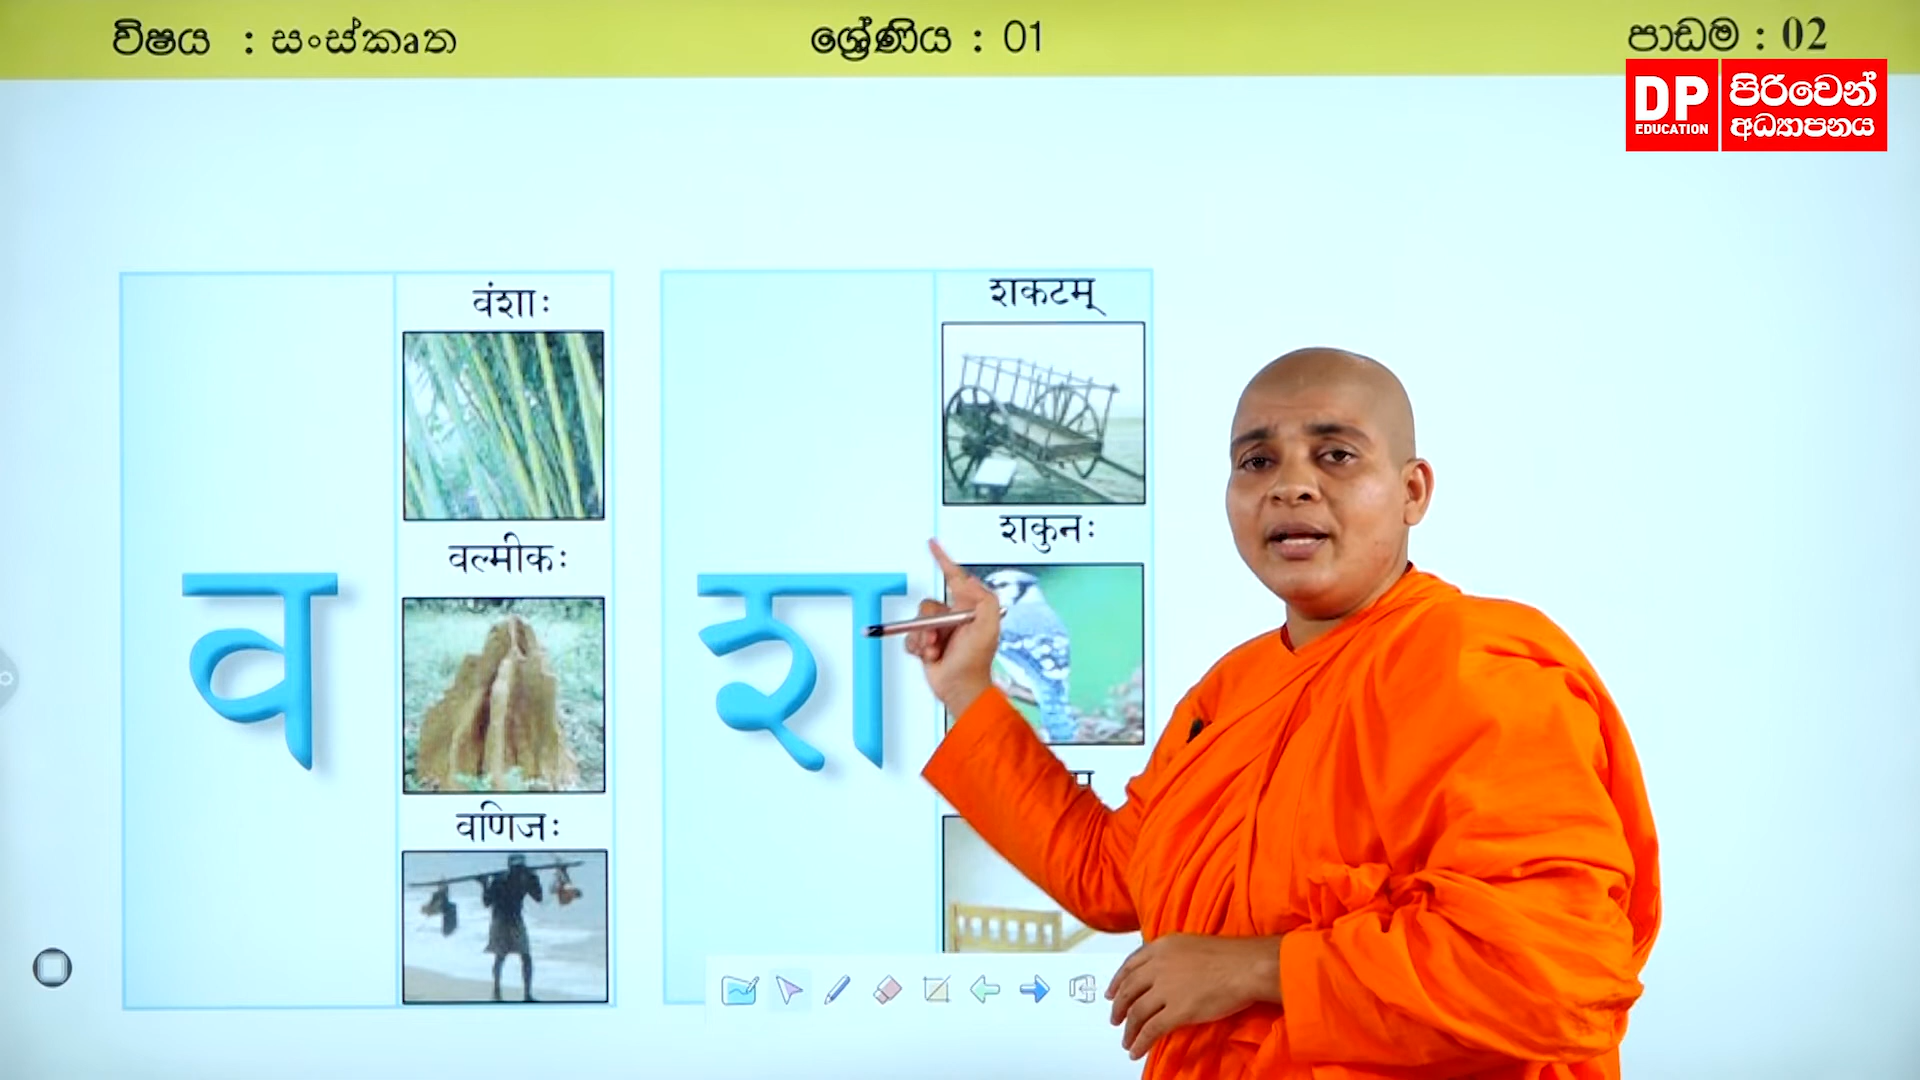 විෂය : සංස්කෘත
ශ්‍රේණිය : 01
පාඩම : 02
DP
EDUCATION
පිරිවෙන්
අධ්‍යාපනය
वंशाः
वल्मीकः
वणिजः
व
शकटम्
शकुनः
श